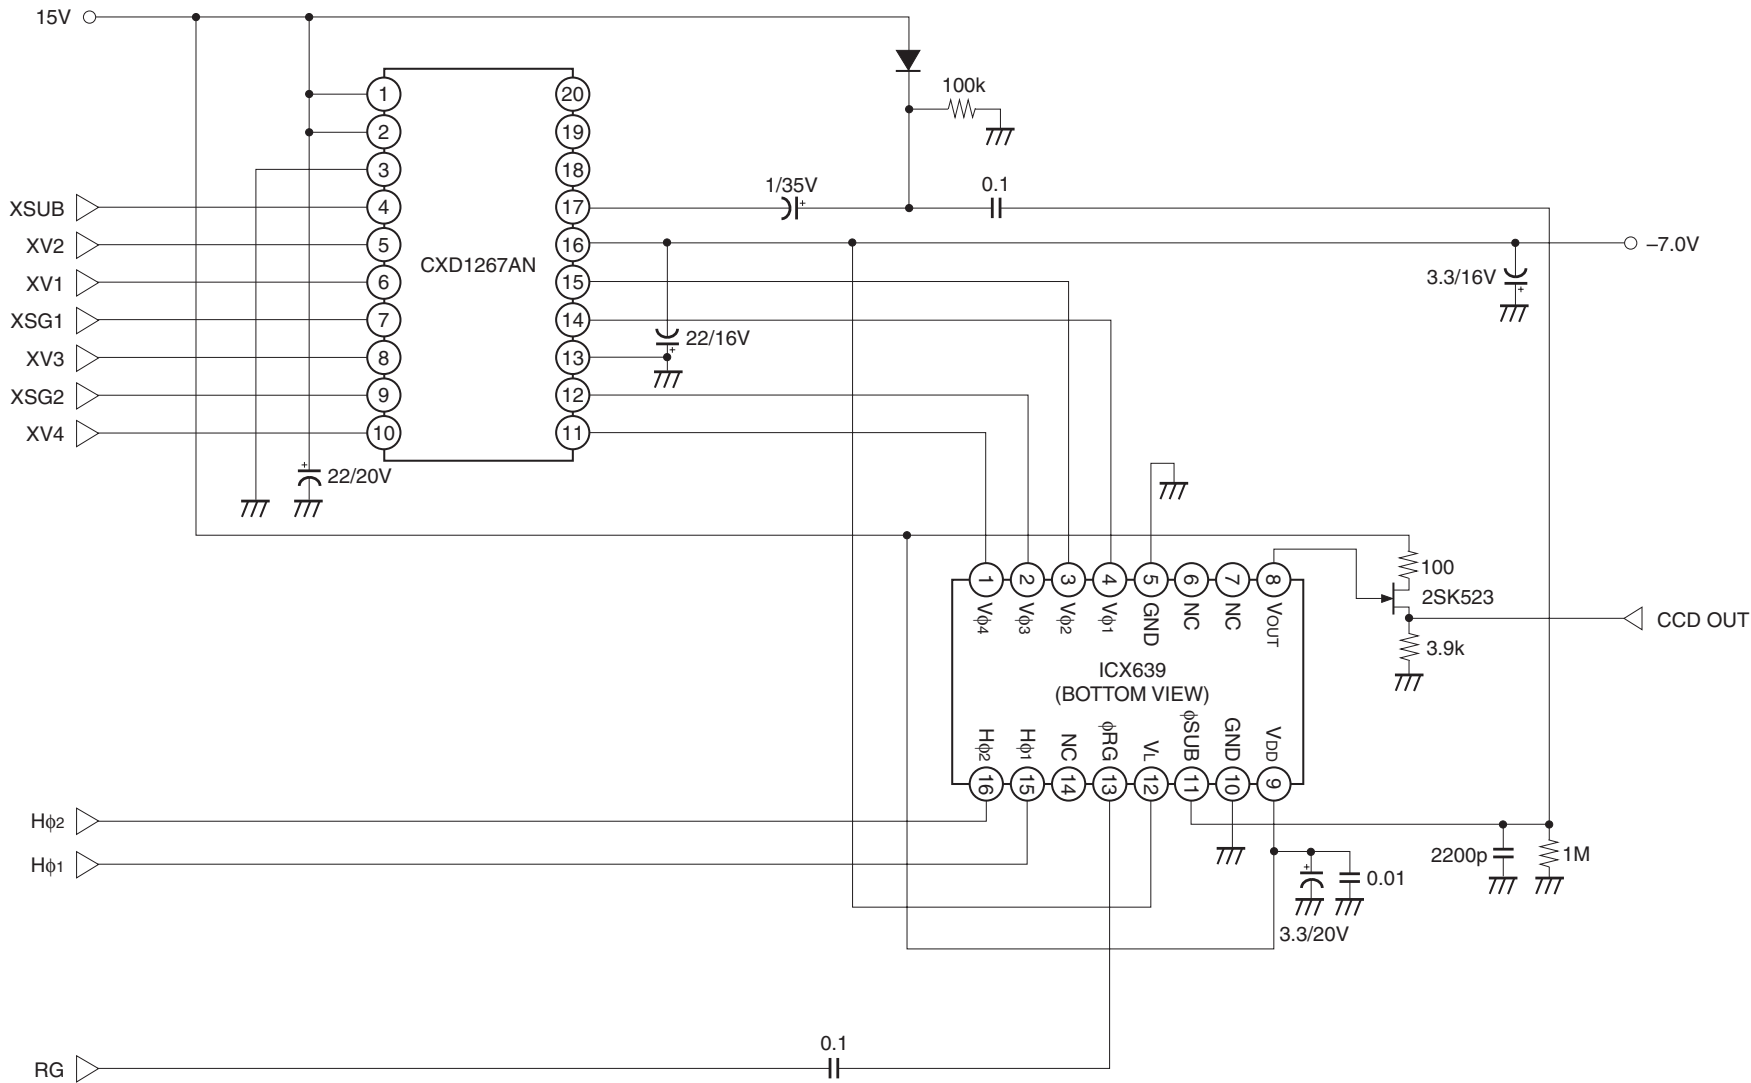 15V
1
2
3
4
5
6
7
8
9
10
20
19
18
17
16
15
14
13
12
11
CXD1267AN
XSUB
XV2
XV1
XSG1
XV3
XSG2
XV4
22/20V
100k
1/35V
+
0.1
–7.0V
3.3/16V
+
22/16V
+
+
1
2
3
4
5
6
7
8
Vϕ4
Vϕ3
Vϕ2
Vϕ1
GND
NC
NC
VOUT
ICX639
(BOTTOM VIEW)
Hϕ2
Hϕ1
NC
ϕRG
VL
ϕSUB
GND
VDD
16
15
14
13
12
11
10
9
100
2SK523
CCD OUT
3.9k
Hϕ2
Hϕ1
2200p
1M
+
0.01
3.3/20V
0.1
RG